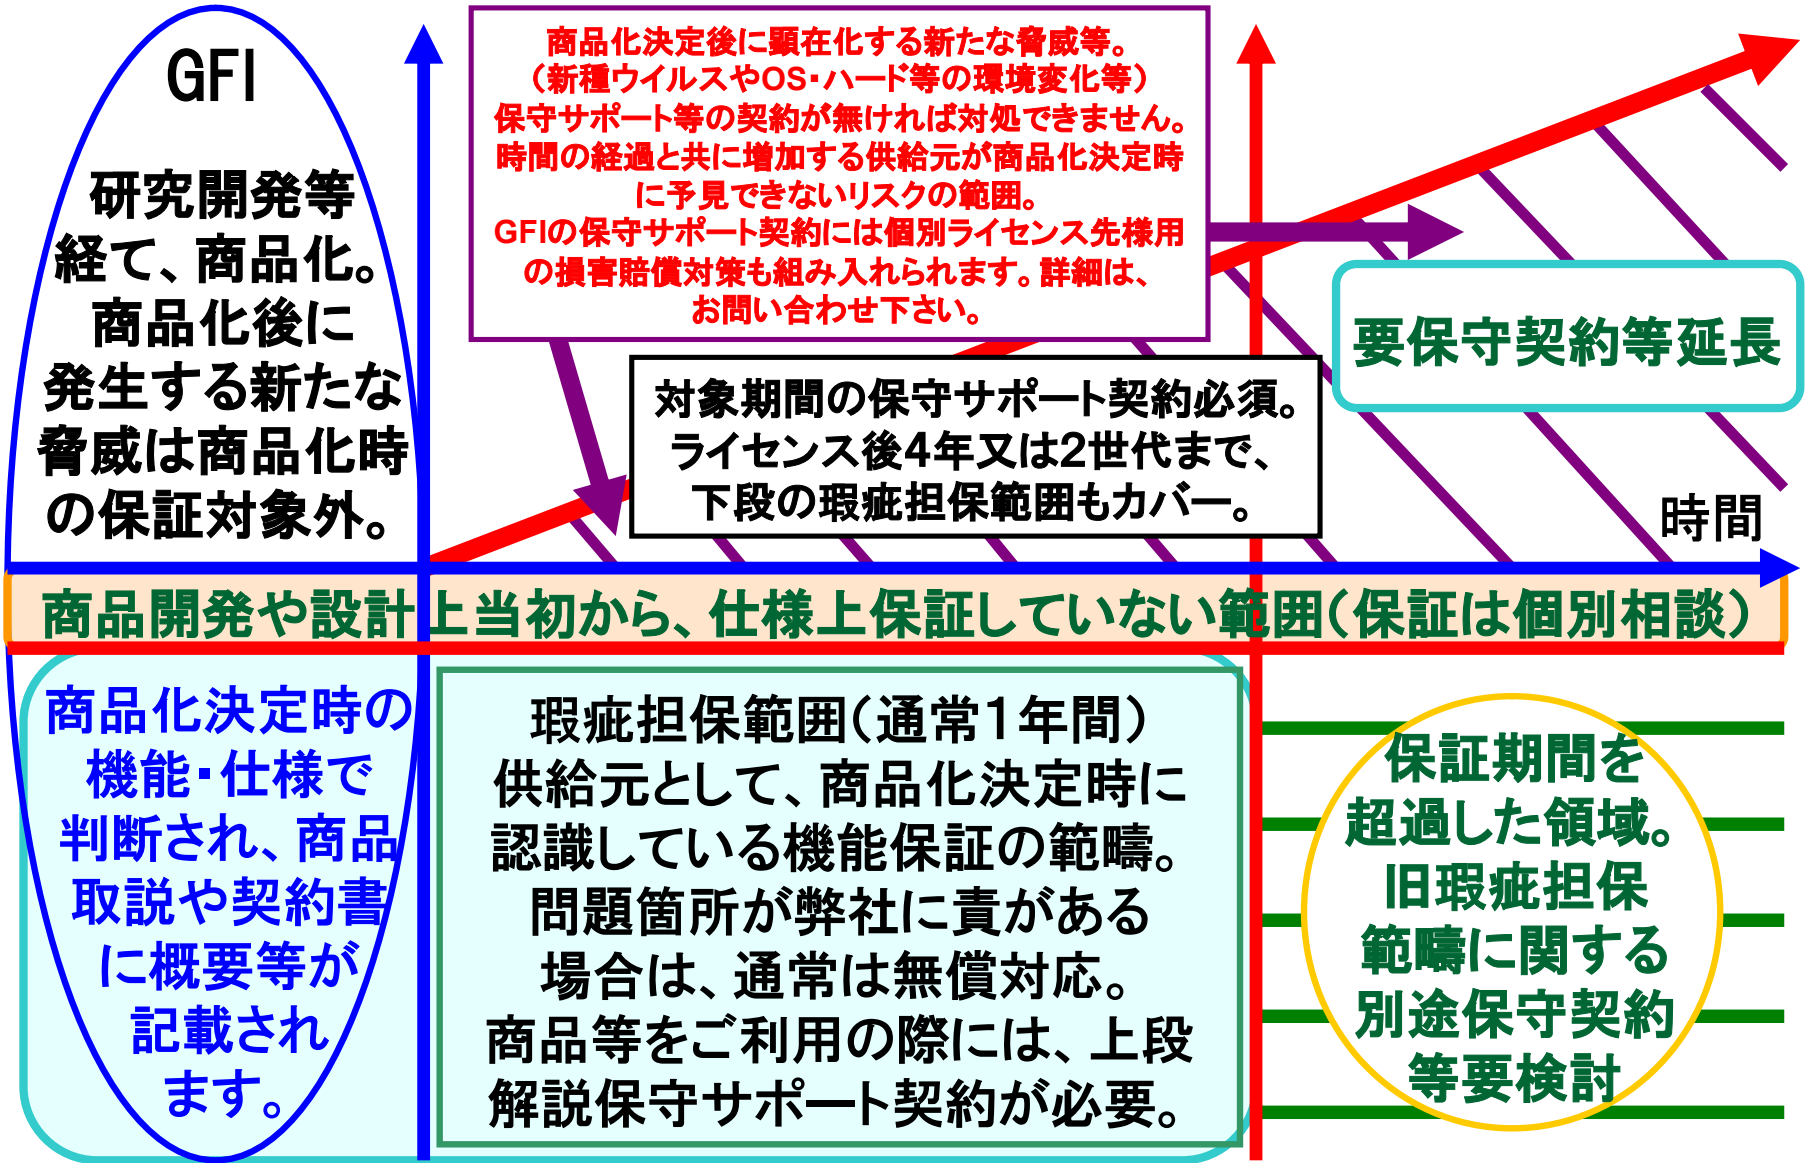 GFI
研究開発等
経て、商品化。
商品化後に
発生する新たな
脅威は商品化時
の保証対象外。
商品化決定後に顕在化する新たな脅威等。
（新種ウイルスやOS・ハード等の環境変化等）
保守サポート等の契約が無ければ対処できません。
時間の経過と共に増加する供給元が商品化決定時
に予見できないリスクの範囲。
GFIの保守サポート契約には個別ライセンス先様用
の損害賠償対策も組み入れられます。詳細は、
お問い合わせ下さい。
要保守契約等延長
対象期間の保守サポート契約必須。
ライセンス後4年又は2世代まで、
下段の瑕疵担保範囲もカバー。
時間
商品開発や設計上当初から、仕様上保証していない範囲（保証は個別相談）
商品化決定時の
機能・仕様で
判断され、商品
取説や契約書
に概要等が
記載され
ます。
瑕疵担保範囲（通常１年間）
供給元として、商品化決定時に
認識している機能保証の範疇。
問題箇所が弊社に責がある
場合は、通常は無償対応。
商品等をご利用の際には、上段
解説保守サポート契約が必要。
保証期間を
超過した領域。
旧瑕疵担保
範疇に関する
別途保守契約
等要検討